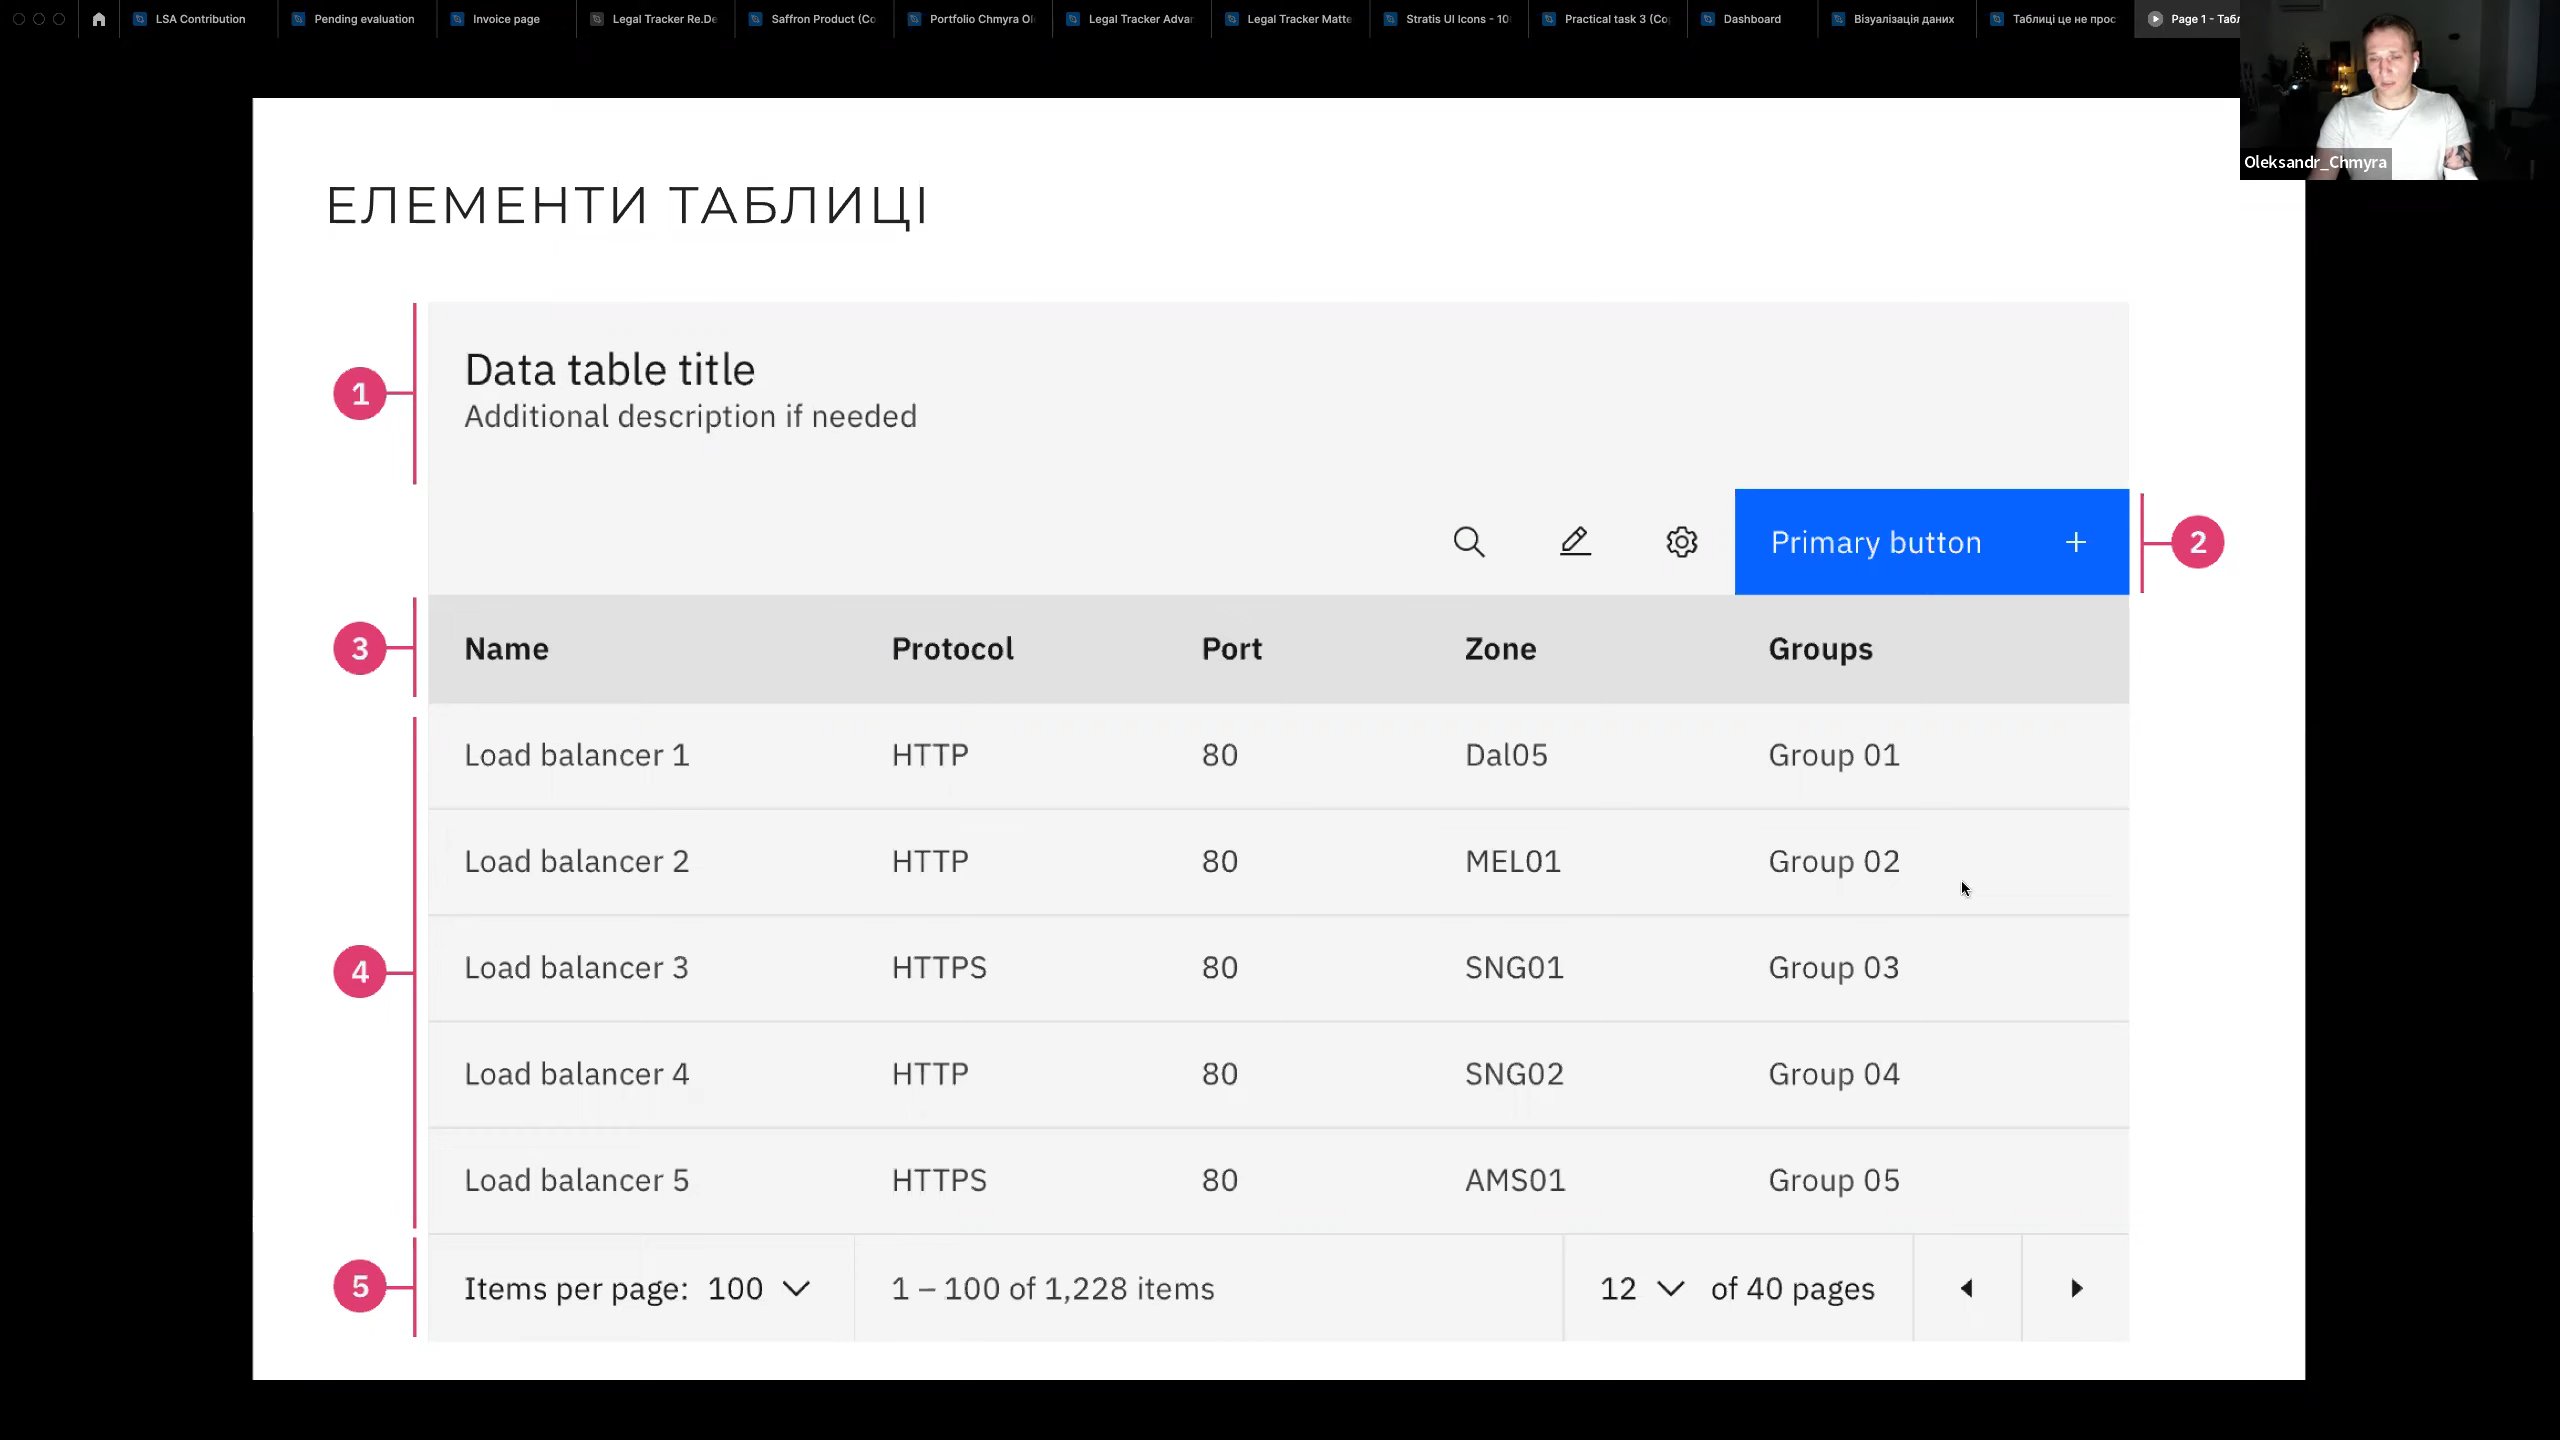 LSA Contribution
Pending evaluation
Invoice page
Legal Tracker Re.De
Saffron Product (Co
Portfolio Chmyra Ol
Legal Tracker Advar
Legal Tracker Matte
Stratis UI Icons - 10
Practical task 3 (Co
Dashboard
Візуалізація даних
Таблиці це не прос
Page 1 - Табл
Oleksandr_Chmyra
ЕЛЕМЕНТИ ТАБЛИЦІ
1
Data table title
Additional description if needed
Primary button +
2
3
Name Protocol Port Zone Groups
Load balancer 1 HTTP 80 Dal05 Group 01
Load balancer 2 HTTP 80 MEL01 Group 02
4
Load balancer 3 HTTPS 80 SNG01 Group 03
Load balancer 4 HTTP 80 SNG02 Group 04
Load balancer 5 HTTPS 80 AMS01 Group 05
5
Items per page: 100 1 – 100 of 1,228 items 12 of 40 pages